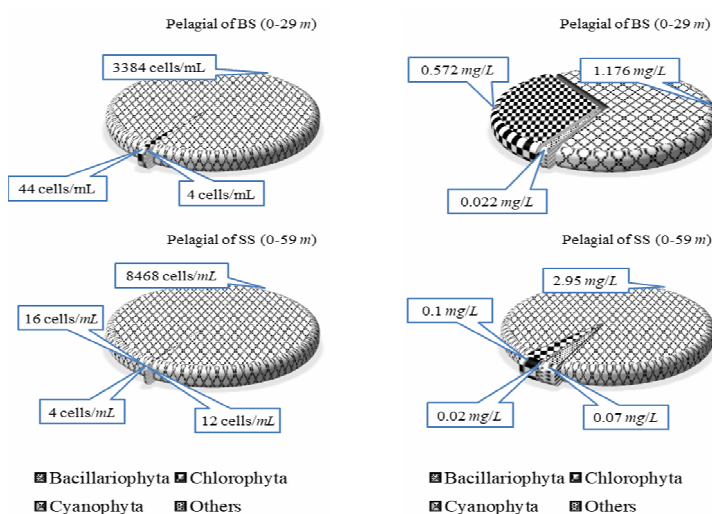 Pelagial of BS (0-29 m)
3384 cells/mL
44 cells/mL
4 cells/mL
Pelagial of BS (0-29 m)
0.572 mg/L
1.176 mg/L
0.022 mg/L
Pelagial of SS (0-59 m)
8468 cells/mL
16 cells/mL
4 cells/mL
12 cells/mL
Pelagial of SS (0-59 m)
2.95 mg/L
0.1 mg/L
0.02 mg/L
0.07 mg/L
Bacillariophyta Chlorophyta
Cyanophyta Others
Bacillariophyta Chlorophyta
Cyanophyta Others